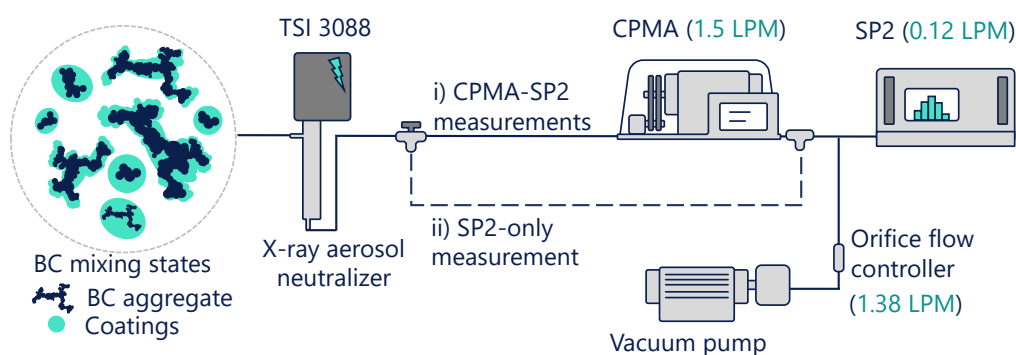 TSI 3088
CPMA (1.5 LPM)
SP2 (0.12 LPM)
i) CPMA-SP2
measurements
ii) SP2-only
measurement
X-ray aerosol
neutralizer
BC mixing states
BC aggregate
Coatings
Orifice flow
controller
(1.38 LPM)
Vacuum pump